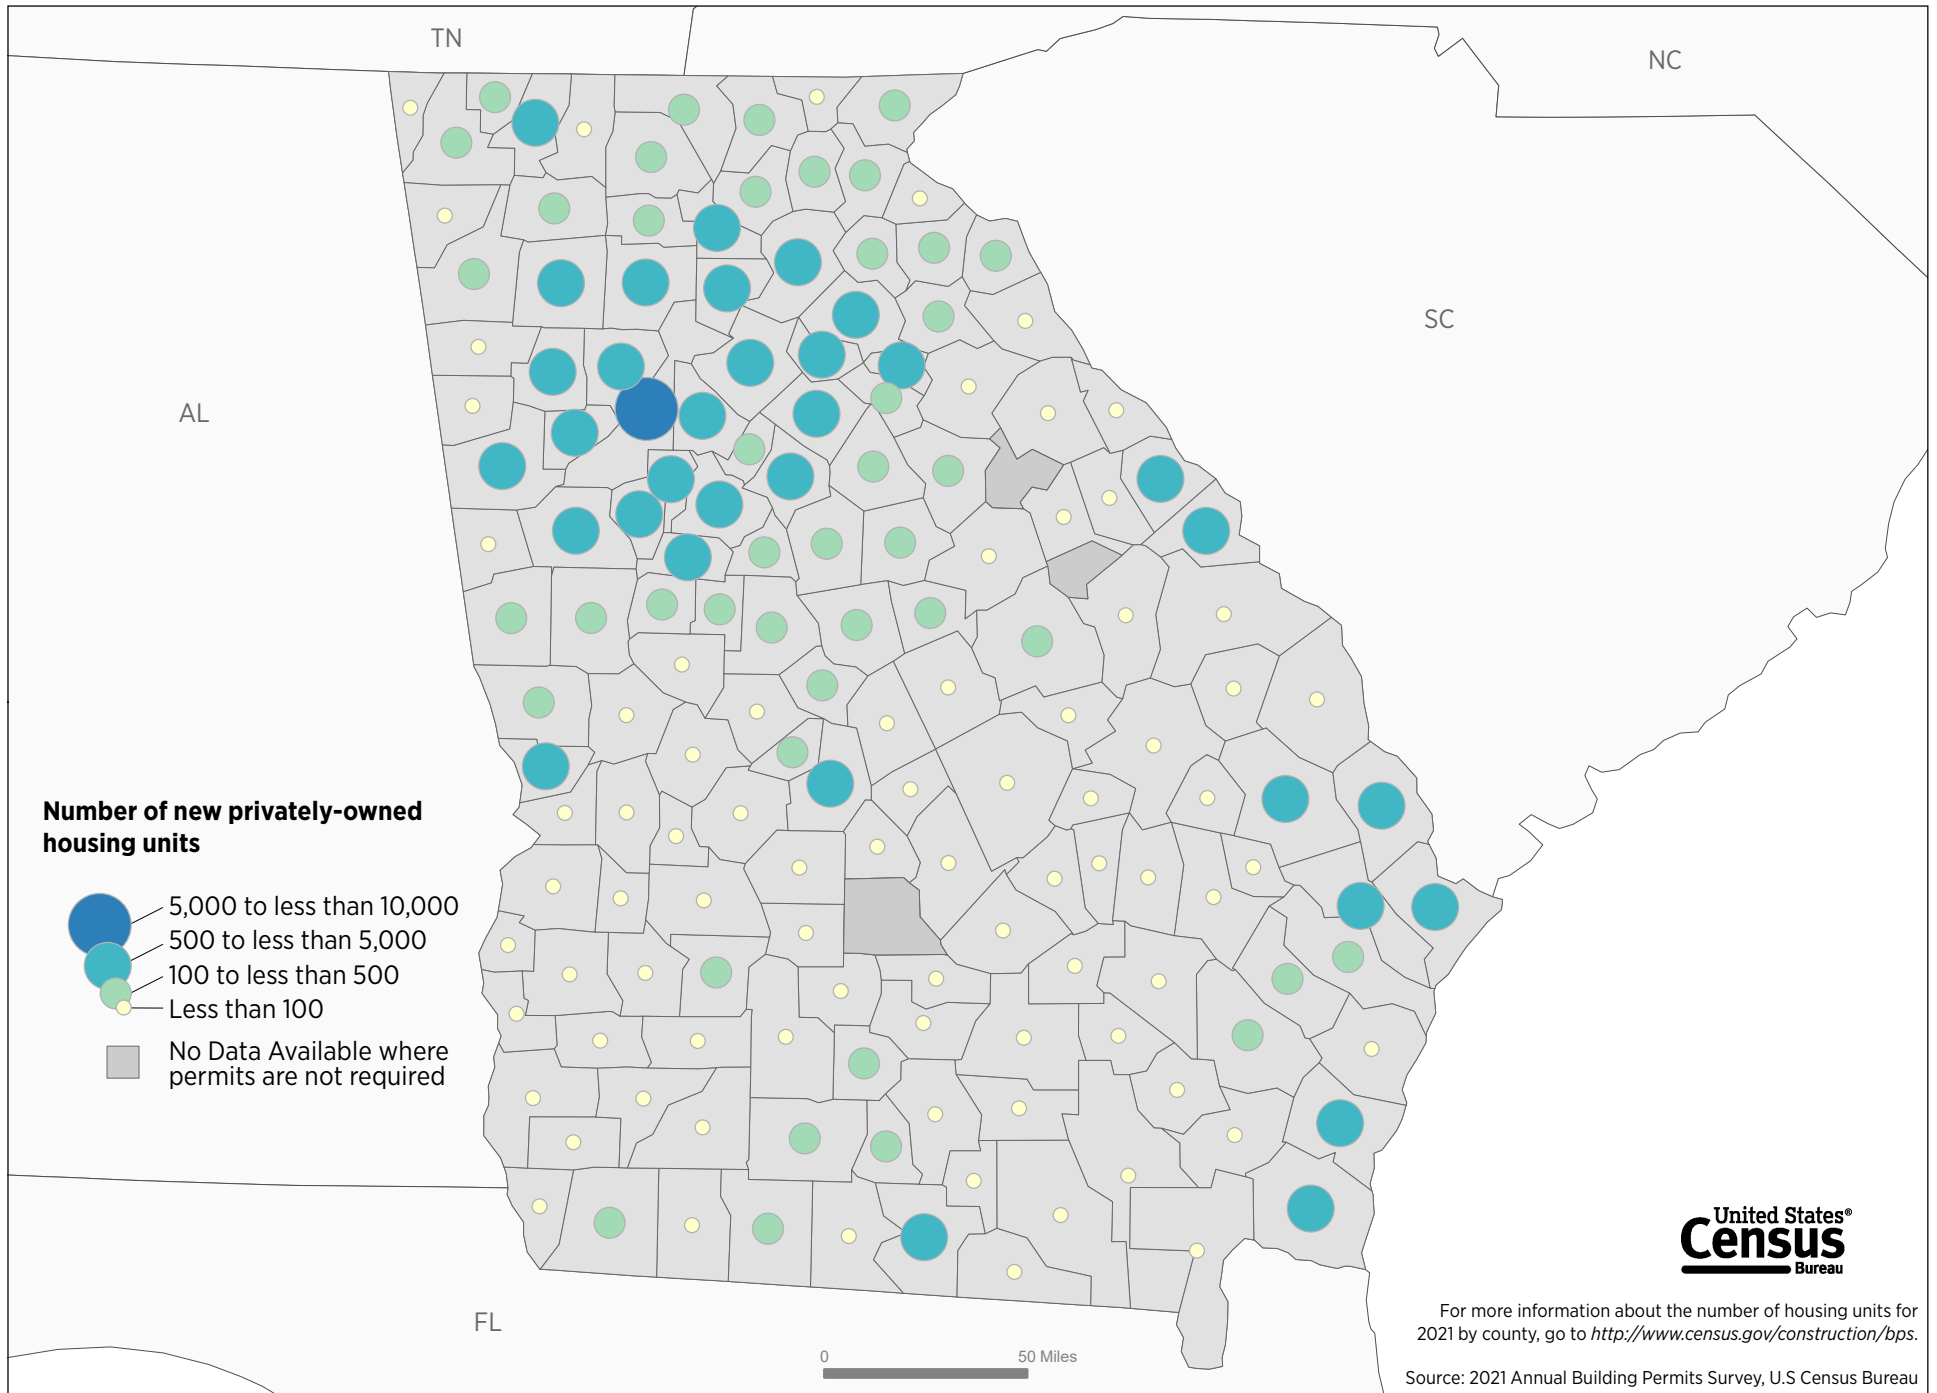 TN
NC
SC
AL
Number of new privately-owned
housing units
5,000 to less than 10,000
500 to less than 5,000
100 to less than 500
Less than 100
No Data Available where
permits are not required
FL
0 50 Miles
United States®
Census
Bureau
For more information about the number of housing units for
2021 by county, go to http://www.census.gov/construction/bps.
Source: 2021 Annual Building Permits Survey, U.S Census Bureau